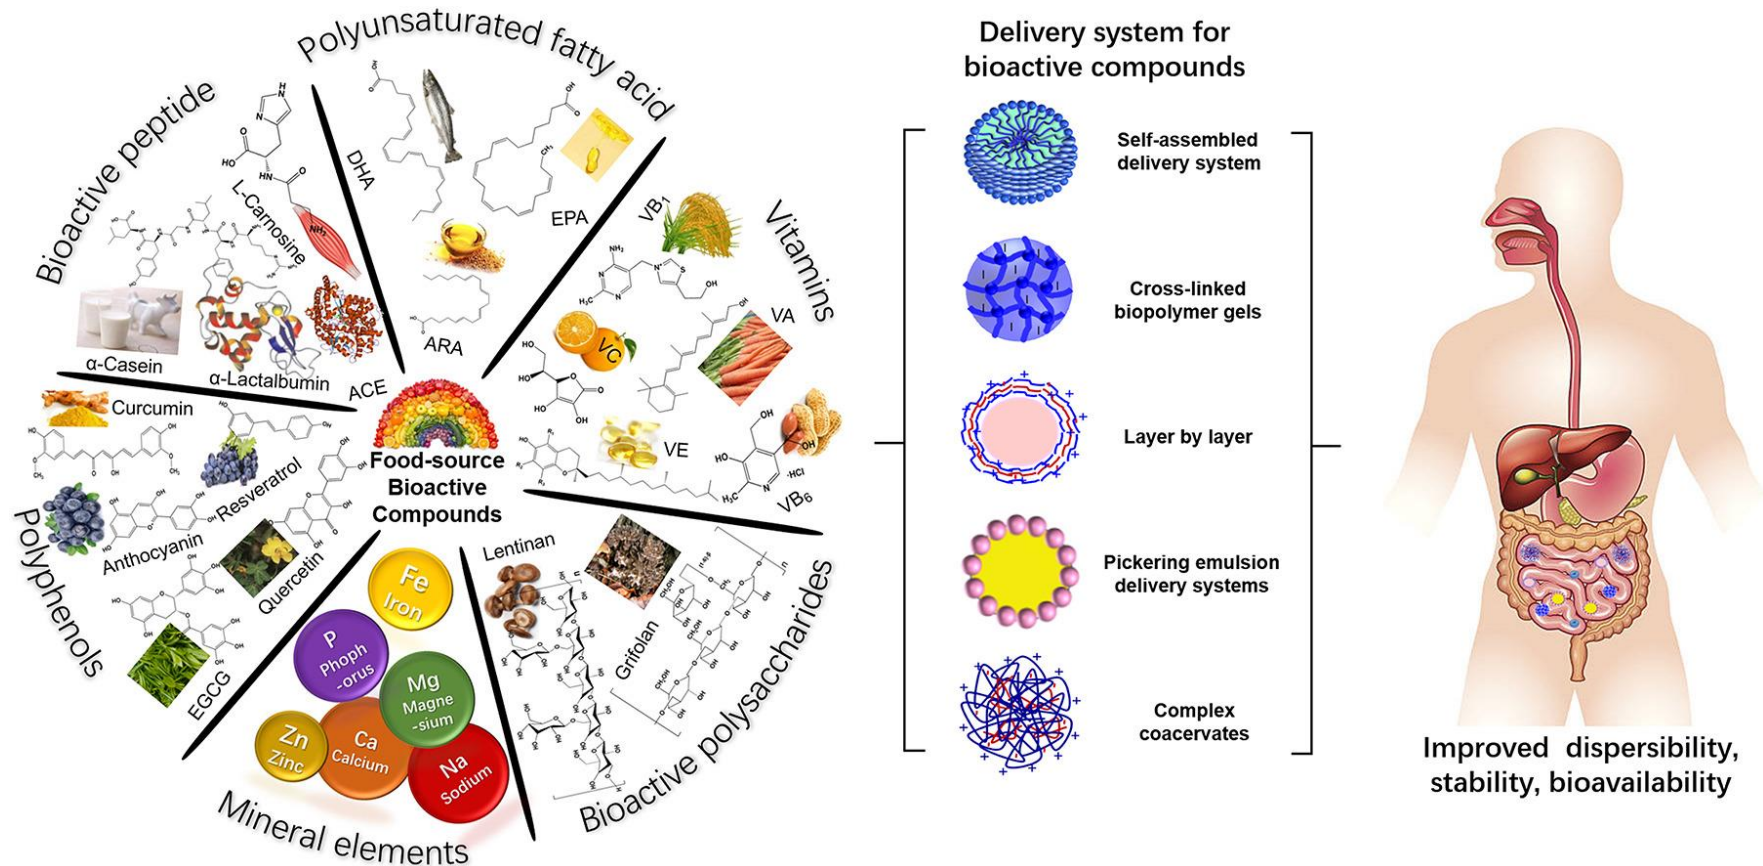 Polyunsaturated fatty acid
DHA
EPA
ARA
Bioactive peptide
L-Carnosine
α-Casein
α-Lactalbumin
ACE
Vitamins
VB1
VA
VC
VE
VB6
Polyphenols
Curcumin
Resveratrol
Anthocyanin
Quercetin
EGCG
Food-source
Bioactive
Compounds
Mineral elements
Fe
Iron
P
Phoph
-orus
Mg
Magne
-sium
Zn
Zinc
Ca
Calcium
Na
Sodium
Bioactive polysaccharides
Lentinan
Grifolan
Delivery system for
bioactive compounds
Self-assembled
delivery system
Cross-linked
biopolymer gels
Layer by layer
Pickering emulsion
delivery systems
Complex
coacervates
Improved dispersibility,
stability, bioavailability